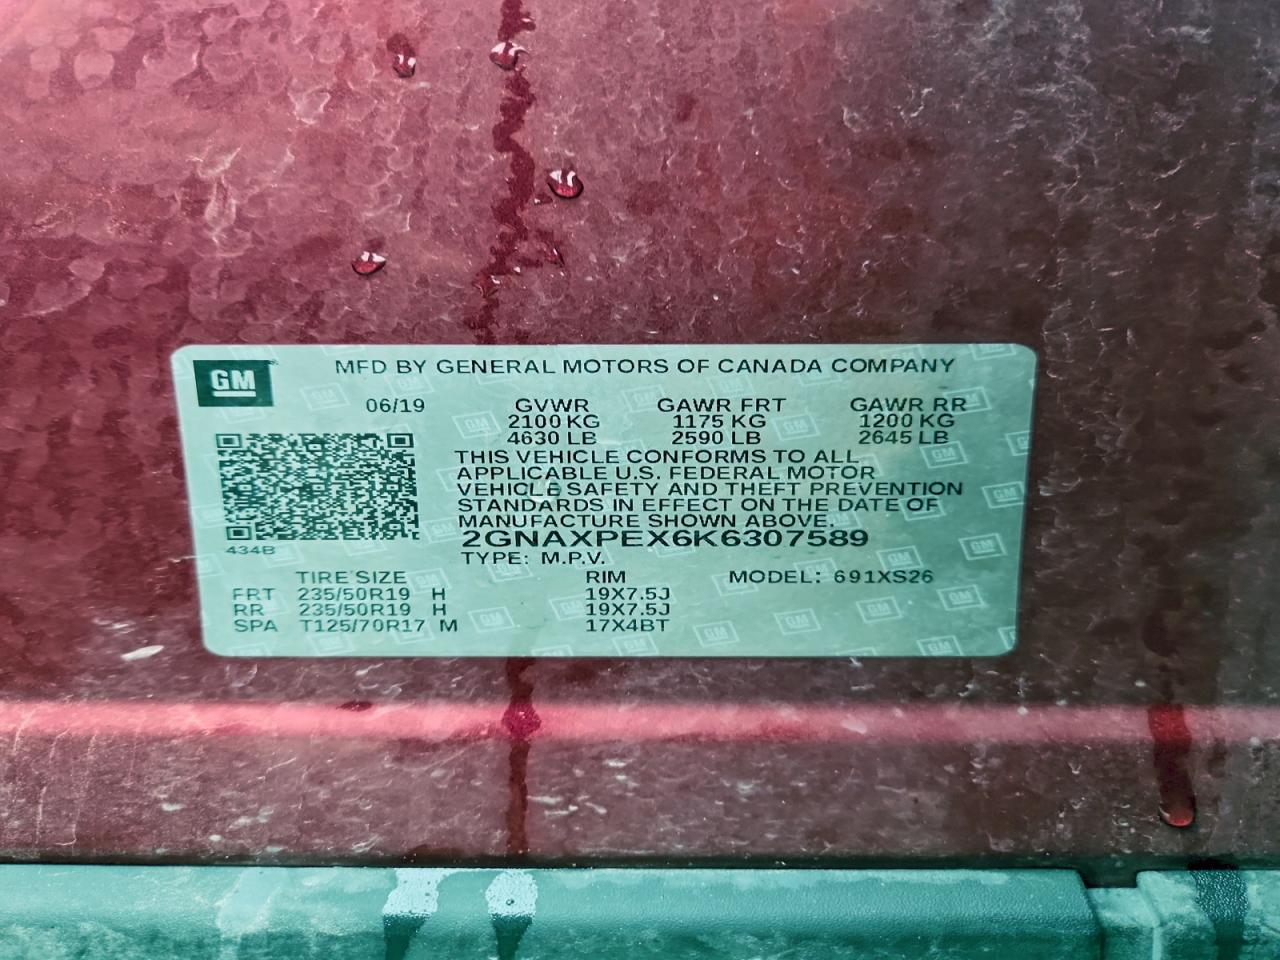 GM
MFD BY GENERAL MOTORS OF CANADA COMPANY
06/19 GVWR GAWR FRT GAWR RR
2100 KG 1175 KG 1200 KG
4630 LB 2590 LB 2645 LB
THIS VEHICLE CONFORMS TO ALL
APPLICABLE U.S. FEDERAL MOTOR
VEHICLE SAFETY AND THEFT PREVENTION
STANDARDS IN EFFECT ON THE DATE OF
MANUFACTURE SHOWN ABOVE.
2GNAXPEX6K6307589
434B
TYPE: M.P.V.
TIRE SIZE RIM MODEL: 691XS26
FRT 235/50R19 H 19X7.5J
RR 235/50R19 H 19X7.5J
SPA T125/70R17 M 17X4BT